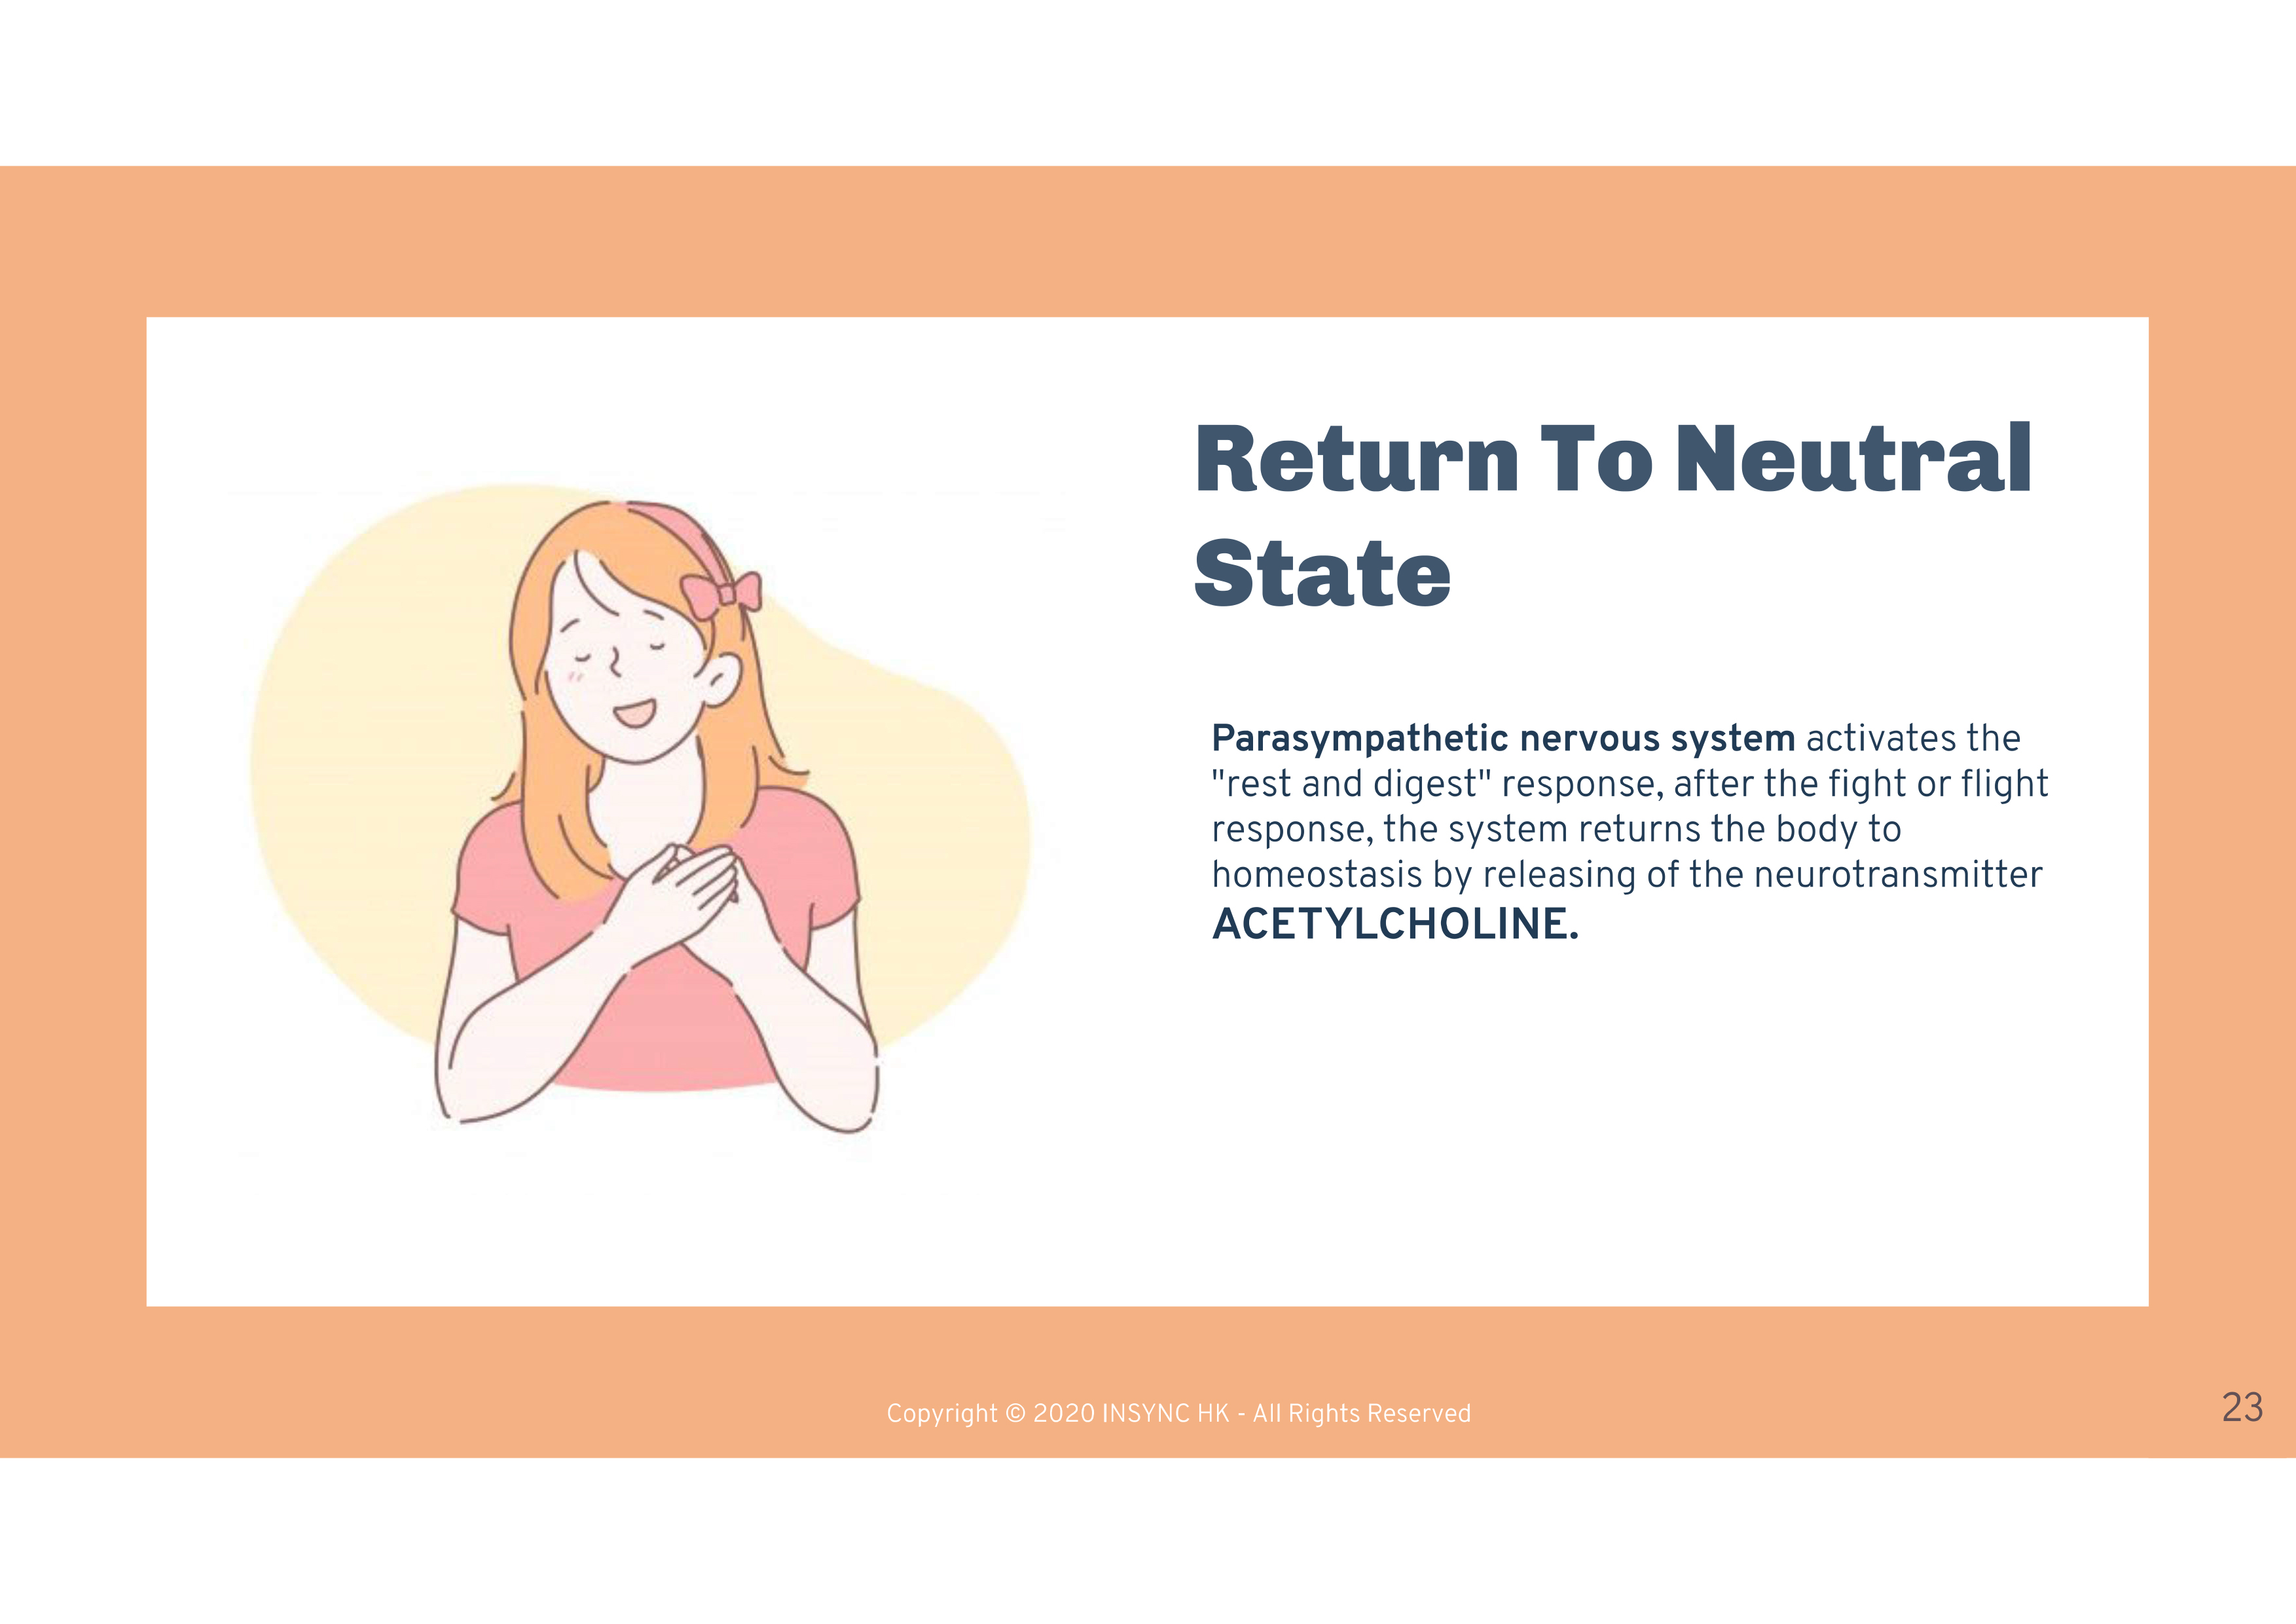 Return To Neutral
State
Parasympathetic nervous system activates the
"rest and digest" response, after the fight or flight
response, the system returns the body to
homeostasis by releasing of the neurotransmitter
ACETYLCHOLINE.
Copyright © 2020 INSYNC HK - All Rights Reserved
23